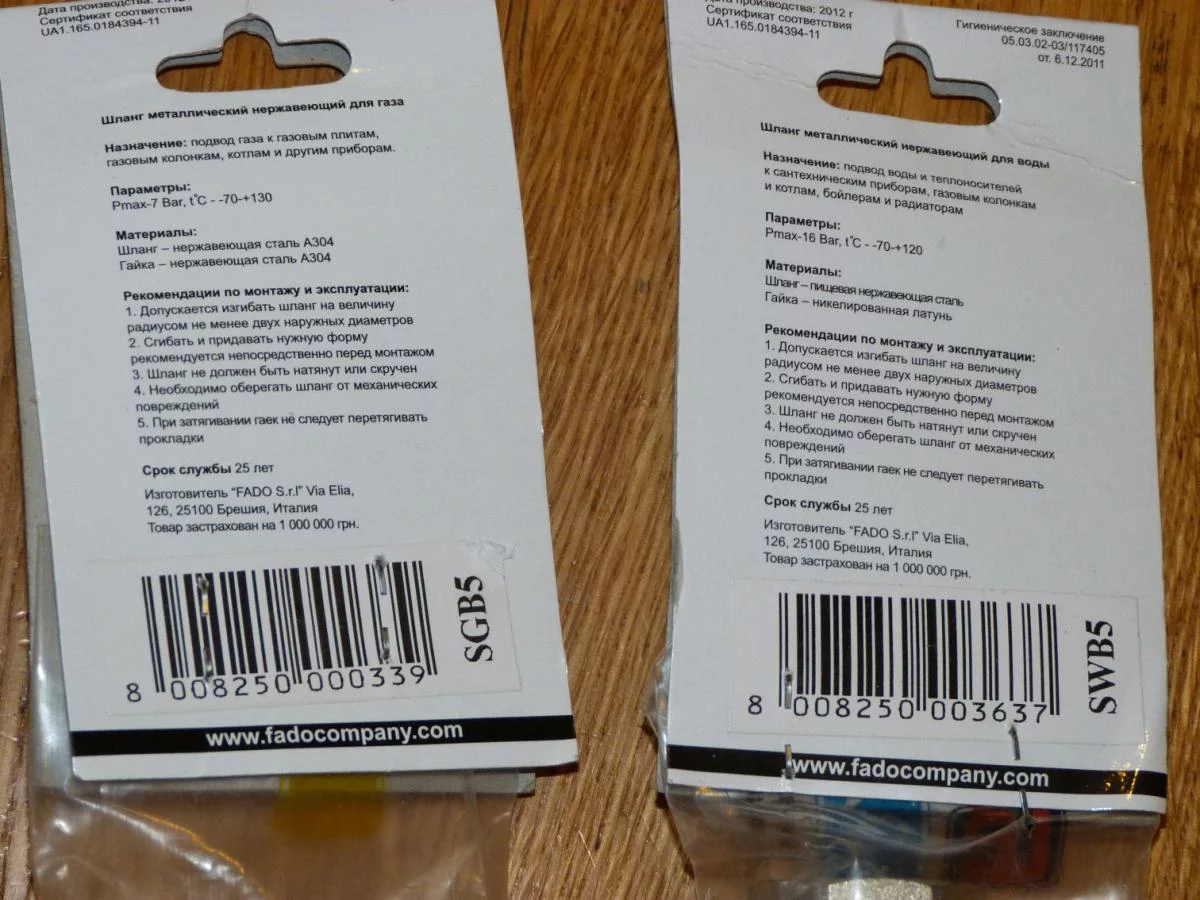 Дата производства: 2012
Сертификат соответствия
UA1.165.0184394-11
Шланг металлический нержавеющий для газа
Назначение: подвод газа к газовым плитам,
газовым колонкам, котлам и другим приборам.
Параметры:
Pmax-7 Bar, t°C - -70-+130
Материалы:
Шланг – нержавеющая сталь А304
Гайка – нержавеющая сталь А304
Рекомендации по монтажу и эксплуатации:
1. Допускается изгибать шланг на величину
радиусом не менее двух наружных диаметров
2. Сгибать и придавать нужную форму
рекомендуется непосредственно перед монтажом
3. Шланг не должен быть натянут или скручен
4. Необходимо оберегать шланг от механических
повреждений
5. При затягивании гаек не следует перетягивать
прокладки
Срок службы 25 лет
Изготовитель “FADO S.r.l” Via Elia,
126, 25100 Брешия, Италия
Товар застрахован на 1 000 000 грн.
SGB5
8 008250 000339
www.fadocompany.com
Дата производства: 2012 г
Сертификат соответствия
UA1.165.0184394-11
Гигиеническое заключение
05.03.02-03/117405
от. 6.12.2011
Шланг металлический нержавеющий для воды
Назначение: подвод воды и теплоносителей
к сантехническим приборам, газовым колонкам
и котлам, бойлерам и радиаторам
Параметры:
Pmax-16 Bar, t°C - -70-+120
Материалы:
Шланг – пищевая нержавеющая сталь
Гайка – никелированная латунь
Рекомендации по монтажу и эксплуатации:
1. Допускается изгибать шланг на величину
радиусом не менее двух наружных диаметров
2. Сгибать и придавать нужную форму
рекомендуется непосредственно перед монтажом
3. Шланг не должен быть натянут или скручен
4. Необходимо оберегать шланг от механических
повреждений
5. При затягивании гаек не следует перетягивать
прокладки
Срок службы 25 лет
Изготовитель “FADO S.r.l” Via Elia,
126, 25100 Брешия, Италия
Товар застрахован на 1 000 000 грн.
SWB5
8 008250 003637
www.fadocompany.com